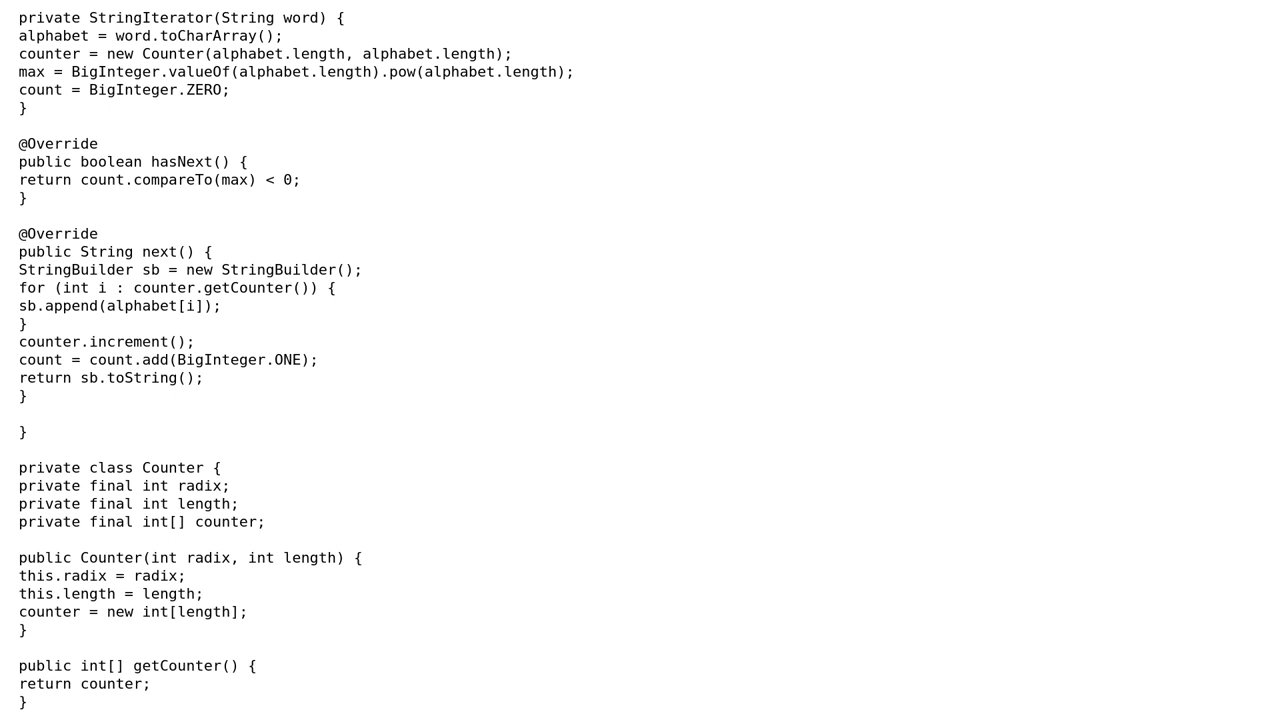 private StringIterator(String word) {
alphabet = word.toCharArray();
counter = new Counter(alphabet.length, alphabet.length);
max = BigInteger.valueOf(alphabet.length).pow(alphabet.length);
count = BigInteger.ZERO;
}

@Override
public boolean hasNext() {
return count.compareTo(max) < 0;
}

@Override
public String next() {
StringBuilder sb = new StringBuilder();
for (int i : counter.getCounter()) {
sb.append(alphabet[i]);
}
counter.increment();
count = count.add(BigInteger.ONE);
return sb.toString();
}

}

private class Counter {
private final int radix;
private final int length;
private final int[] counter;

public Counter(int radix, int length) {
this.radix = radix;
this.length = length;
counter = new int[length];
}

public int[] getCounter() {
return counter;
}